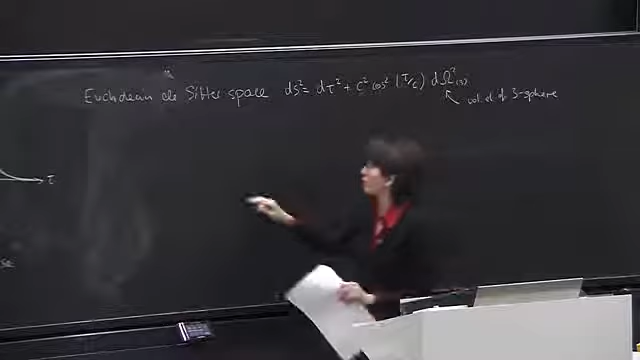 Euclidean de Sitter space ds² = dτ² + c² cos² (τ/c) dΩ²₍₃₎
vol. el. of 3-sphere
τ